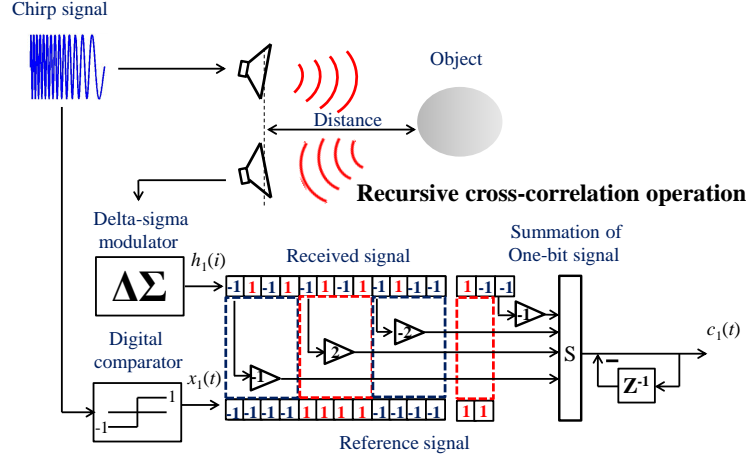 Chirp signal
Object
Distance
Recursive cross-correlation operation
Delta-sigma
modulator
Summation of
One-bit signal
Received signal
h₁(i)
ΔΣ
-1 1 -1 1 -1 1 -1 1 -1 1 -1 -1 1 -1 -1
-1
-2
2
-1
S
c₁(t)
Z⁻¹
Digital
comparator
x₁(t)
1
-1
-1 -1 -1 -1 1 1 1 1 -1 -1 -1 -1 1 1
Reference signal